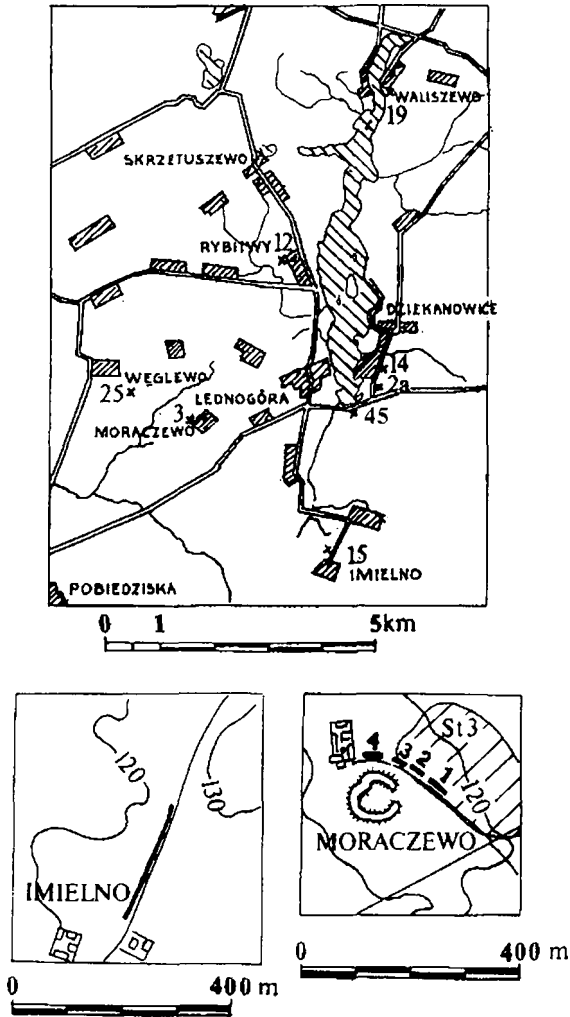 WALISZEWO
19
SKRZETUSZEWO
RYBITWY 12
DZIEKANOWICE
14
WĘGLEWO
25
LEDNOGÓRA
2a
3
MORACZEWO
45
15
IMIELNO
POBIEDZISKA
0 1 5km
120
130
IMIELNO
0 400 m
St3
4
3
2
1
120
MORACZEWO
0 400 m